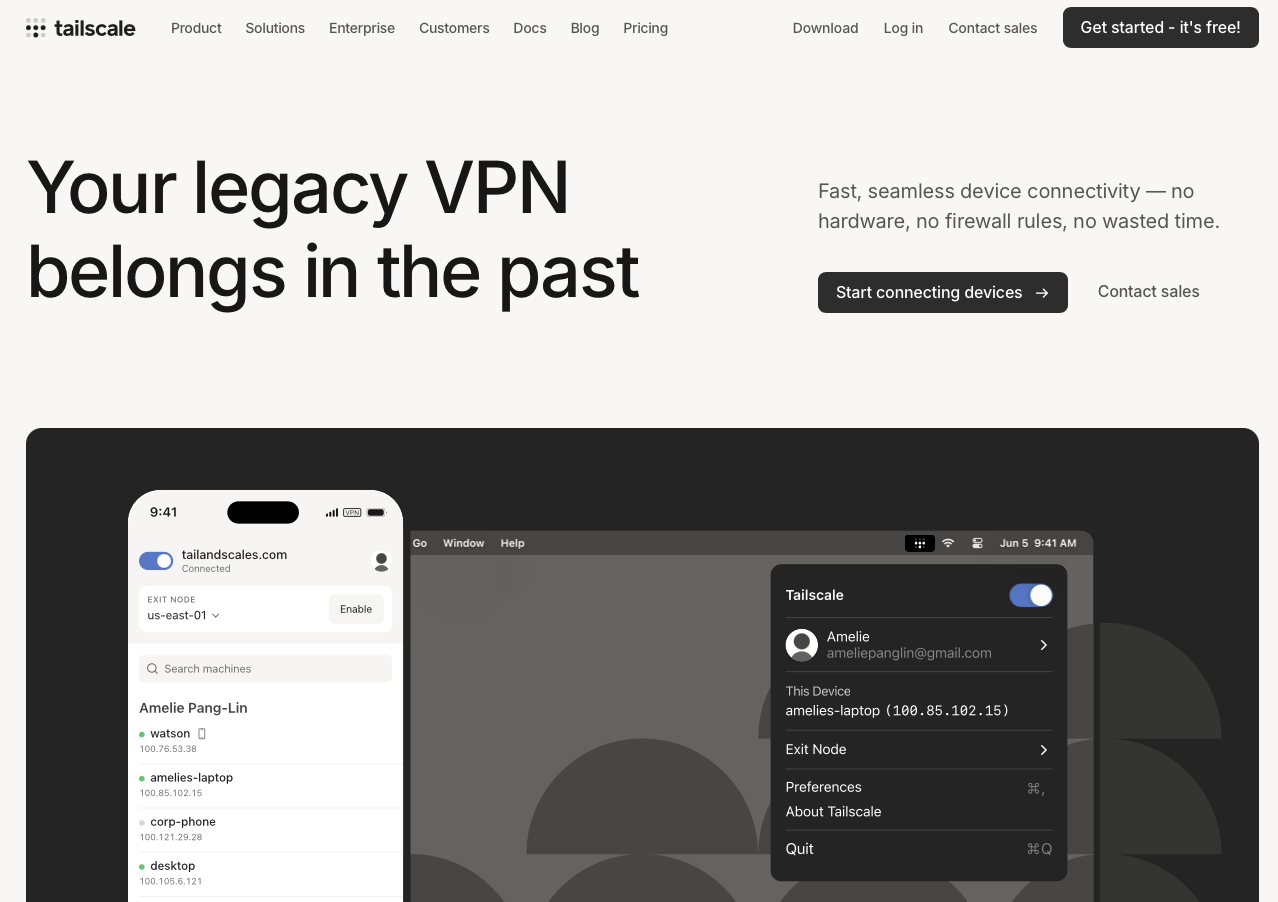 tailscale
Product Solutions Enterprise Customers Docs Blog Pricing Download Log in Contact sales Get started - it's free!
Your legacy VPN
belongs in the past
Fast, seamless device connectivity — no
hardware, no firewall rules, no wasted time.
Start connecting devices →
Contact sales
9:41
VPN
tailandscales.com
Connected
EXIT NODE
us-east-01
Enable
Search machines
Amelie Pang-Lin
watson
100.76.53.38
amelies-laptop
100.85.102.15
corp-phone
100.121.29.28
desktop
100.105.6.121
Go Window Help Jun 5 9:41 AM
Tailscale
Amelie
ameliepanglin@gmail.com
This Device
amelies-laptop (100.85.102.15)
Exit Node
Preferences ⌘,
About Tailscale
Quit ⌘Q